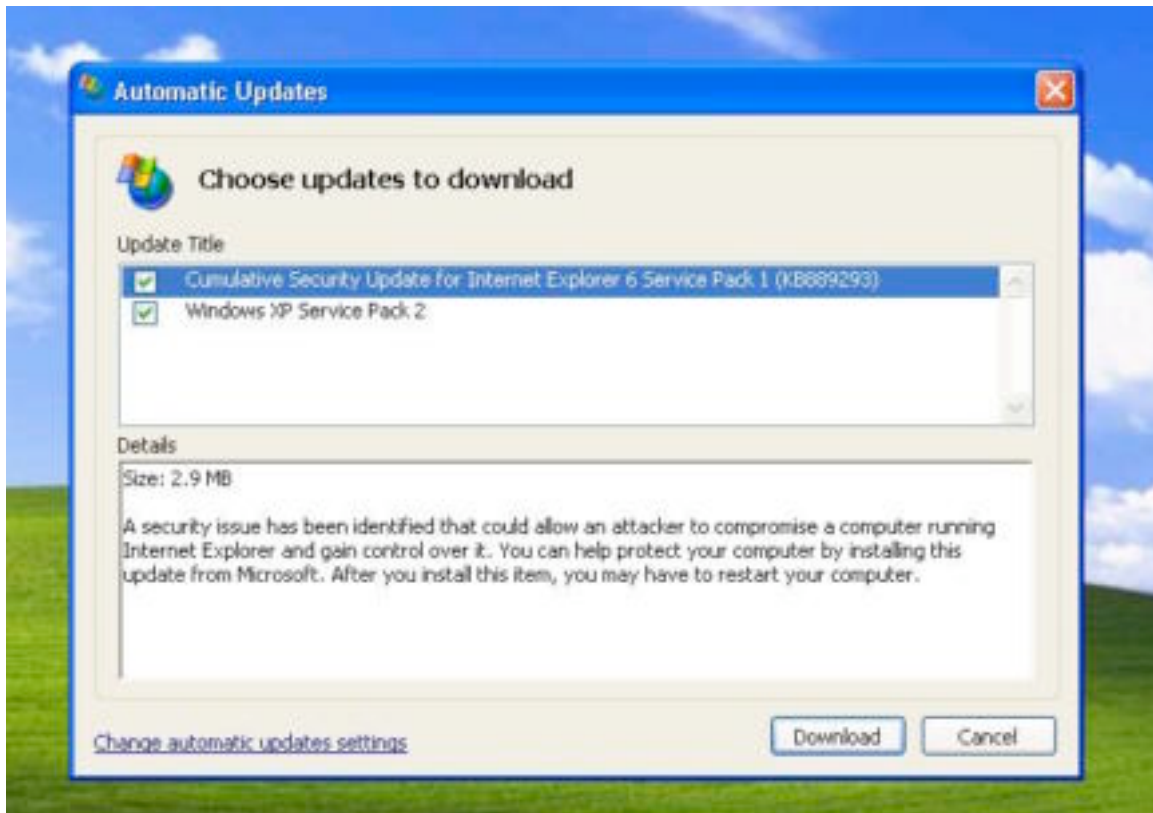 Automatic Updates
Choose updates to download
Update Title
Cumulative Security Update for Internet Explorer 6 Service Pack 1 (KB889293)
Windows XP Service Pack 2
Details
Size: 2.9 MB
A security issue has been identified that could allow an attacker to compromise a computer running
Internet Explorer and gain control over it. You can help protect your computer by installing this
update from Microsoft. After you install this item, you may have to restart your computer.
Change automatic updates settings
Download
Cancel